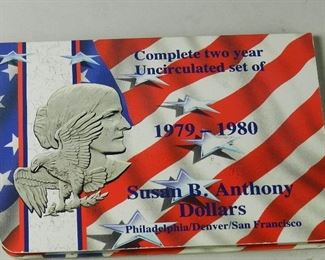 Complete two year
Uncirculated set of
1979 - 1980
Susan B. Anthony
Dollars
Philadelphia/Denver/San Francisco